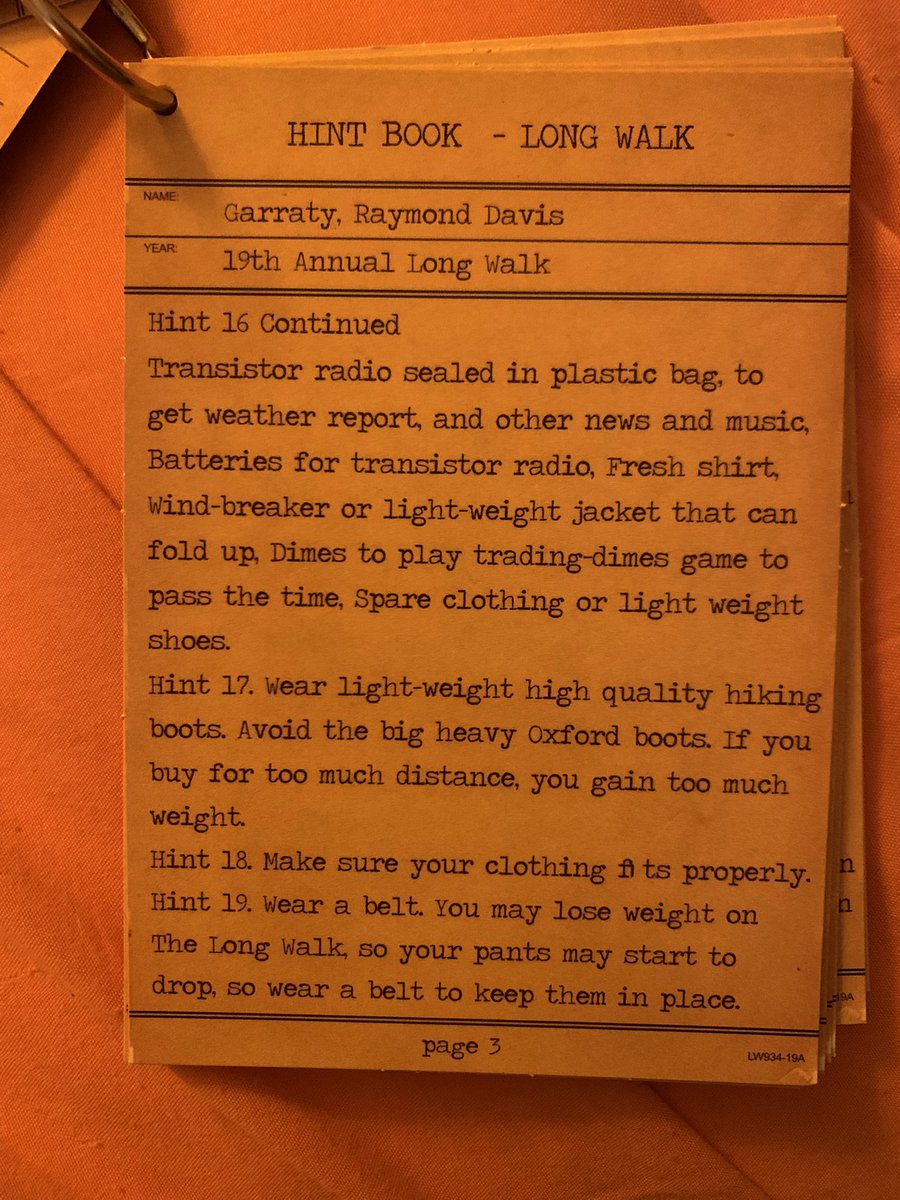 HINT BOOK - LONG WALK
NAME: Garraty, Raymond Davis
YEAR: 19th Annual Long Walk
Hint 16 Continued
Transistor radio sealed in plastic bag, to
get weather report, and other news and music,
Batteries for transistor radio, Fresh shirt,
Wind-breaker or light-weight jacket that can
fold up, Dimes to play trading-dimes game to
pass the time, Spare clothing or light weight
shoes.
Hint 17. Wear light-weight high quality hiking
boots. Avoid the big heavy Oxford boots. If you
buy for too much distance, you gain too much
weight.
Hint 18. Make sure your clothing fits properly.
Hint 19. Wear a belt. You may lose weight on
The Long Walk, so your pants may start to
drop, so wear a belt to keep them in place.
page 3
LW934-19A